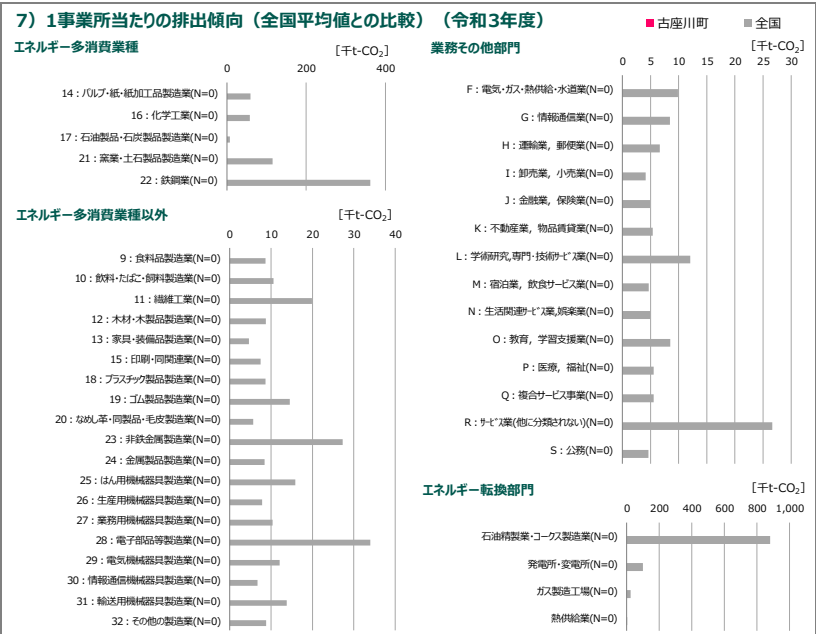 7）1事業所当たりの排出傾向（全国平均値との比較）（令和3年度）
■古座川町 ■全国
エネルギー多消費業種
[千t-CO₂]
0 200 400
14：パルプ・紙・紙加工品製造業(N=0)
16：化学工業(N=0)
17：石油製品・石炭製品製造業(N=0)
21：窯業・土石製品製造業(N=0)
22：鉄鋼業(N=0)
エネルギー多消費業種以外
[千t-CO₂]
0 10 20 30 40
9：食料品製造業(N=0)
10：飲料・たばこ・飼料製造業(N=0)
11：繊維工業(N=0)
12：木材・木製品製造業(N=0)
13：家具・装備品製造業(N=0)
15：印刷・同関連業(N=0)
18：プラスチック製品製造業(N=0)
19：ゴム製品製造業(N=0)
20：なめし革・同製品・毛皮製造業(N=0)
23：非鉄金属製造業(N=0)
24：金属製品製造業(N=0)
25：はん用機械器具製造業(N=0)
26：生産用機械器具製造業(N=0)
27：業務用機械器具製造業(N=0)
28：電子部品等製造業(N=0)
29：電気機械器具製造業(N=0)
30：情報通信機械器具製造業(N=0)
31：輸送用機械器具製造業(N=0)
32：その他の製造業(N=0)
業務その他部門
[千t-CO₂]
0 5 10 15 20 25 30
F：電気・ガス・熱供給・水道業(N=0)
G：情報通信業(N=0)
H：運輸業，郵便業(N=0)
I：卸売業，小売業(N=0)
J：金融業，保険業(N=0)
K：不動産業，物品賃貸業(N=0)
L：学術研究,専門・技術ｻｰﾋﾞｽ業(N=0)
M：宿泊業，飲食サービス業(N=0)
N：生活関連ｻｰﾋﾞｽ業,娯楽業(N=0)
O：教育，学習支援業(N=0)
P：医療，福祉(N=0)
Q：複合サービス事業(N=0)
R：ｻｰﾋﾞｽ業(他に分類されない)(N=0)
S：公務(N=0)
エネルギー転換部門
[千t-CO₂]
0 200 400 600 800 1,000
石油精製業・コークス製造業(N=0)
発電所・変電所(N=0)
ガス製造工場(N=0)
熱供給業(N=0)